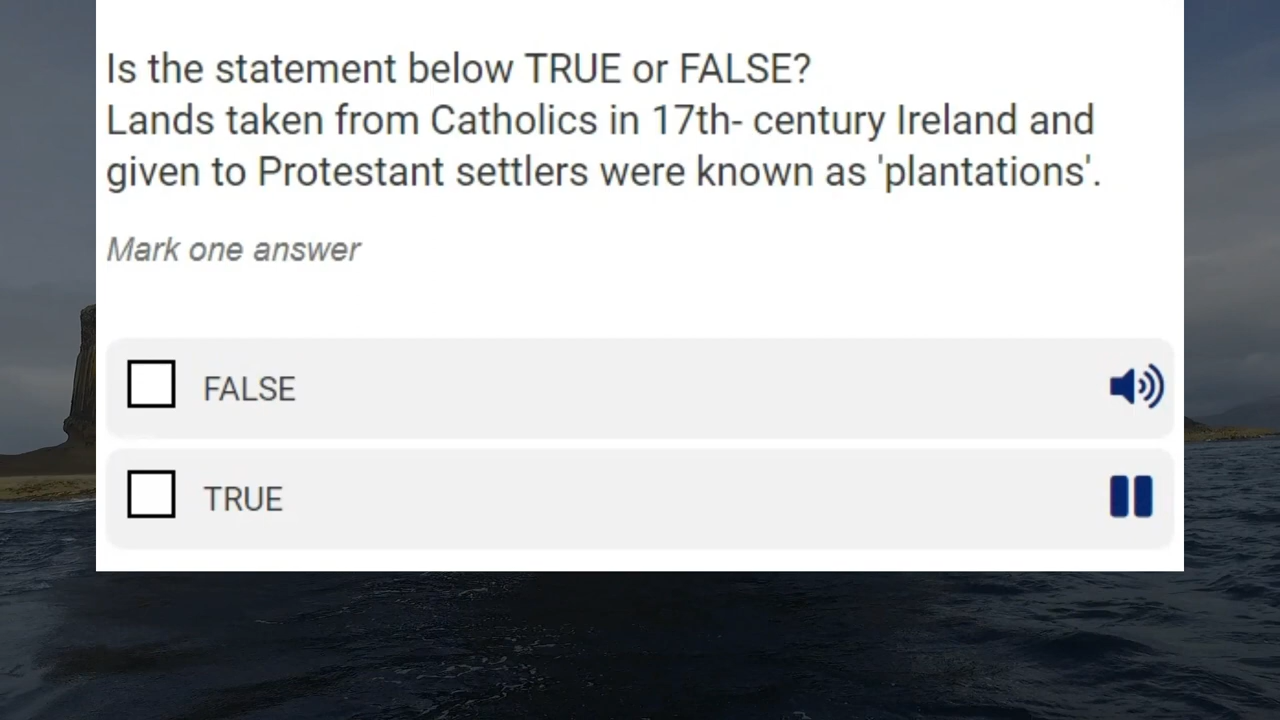 Is the statement below TRUE or FALSE?
Lands taken from Catholics in 17th- century Ireland and
given to Protestant settlers were known as 'plantations'.
Mark one answer
FALSE
TRUE